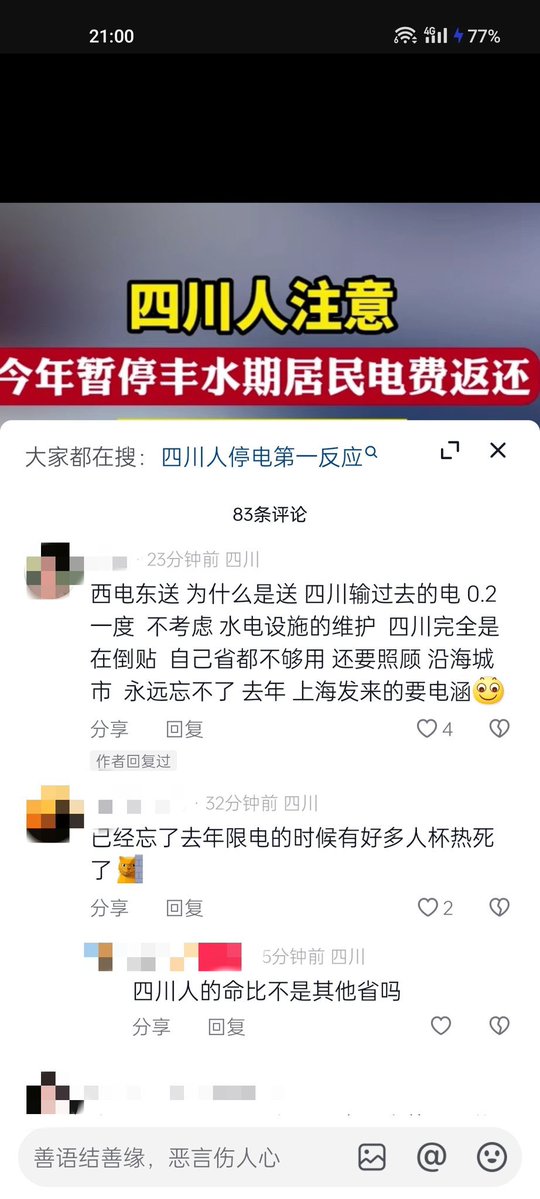 21:00
4G
77%
四川人注意
今年暂停丰水期居民电费返还
大家都在搜：四川人停电第一反应
83条评论
· 23分钟前 四川
西电东送 为什么是送 四川输过去的电 0.2
一度 不考虑 水电设施的维护 四川完全是
在倒贴 自己省都不够用 还要照顾 沿海城
市 永远忘不了 去年 上海发来的要电涵
分享 回复 4
作者回复过
· 32分钟前 四川
已经忘了去年限电的时候有好多人杯热死
了
分享 回复 2
5分钟前 四川
四川人的命比不是其他省吗
分享 回复
善语结善缘，恶言伤人心